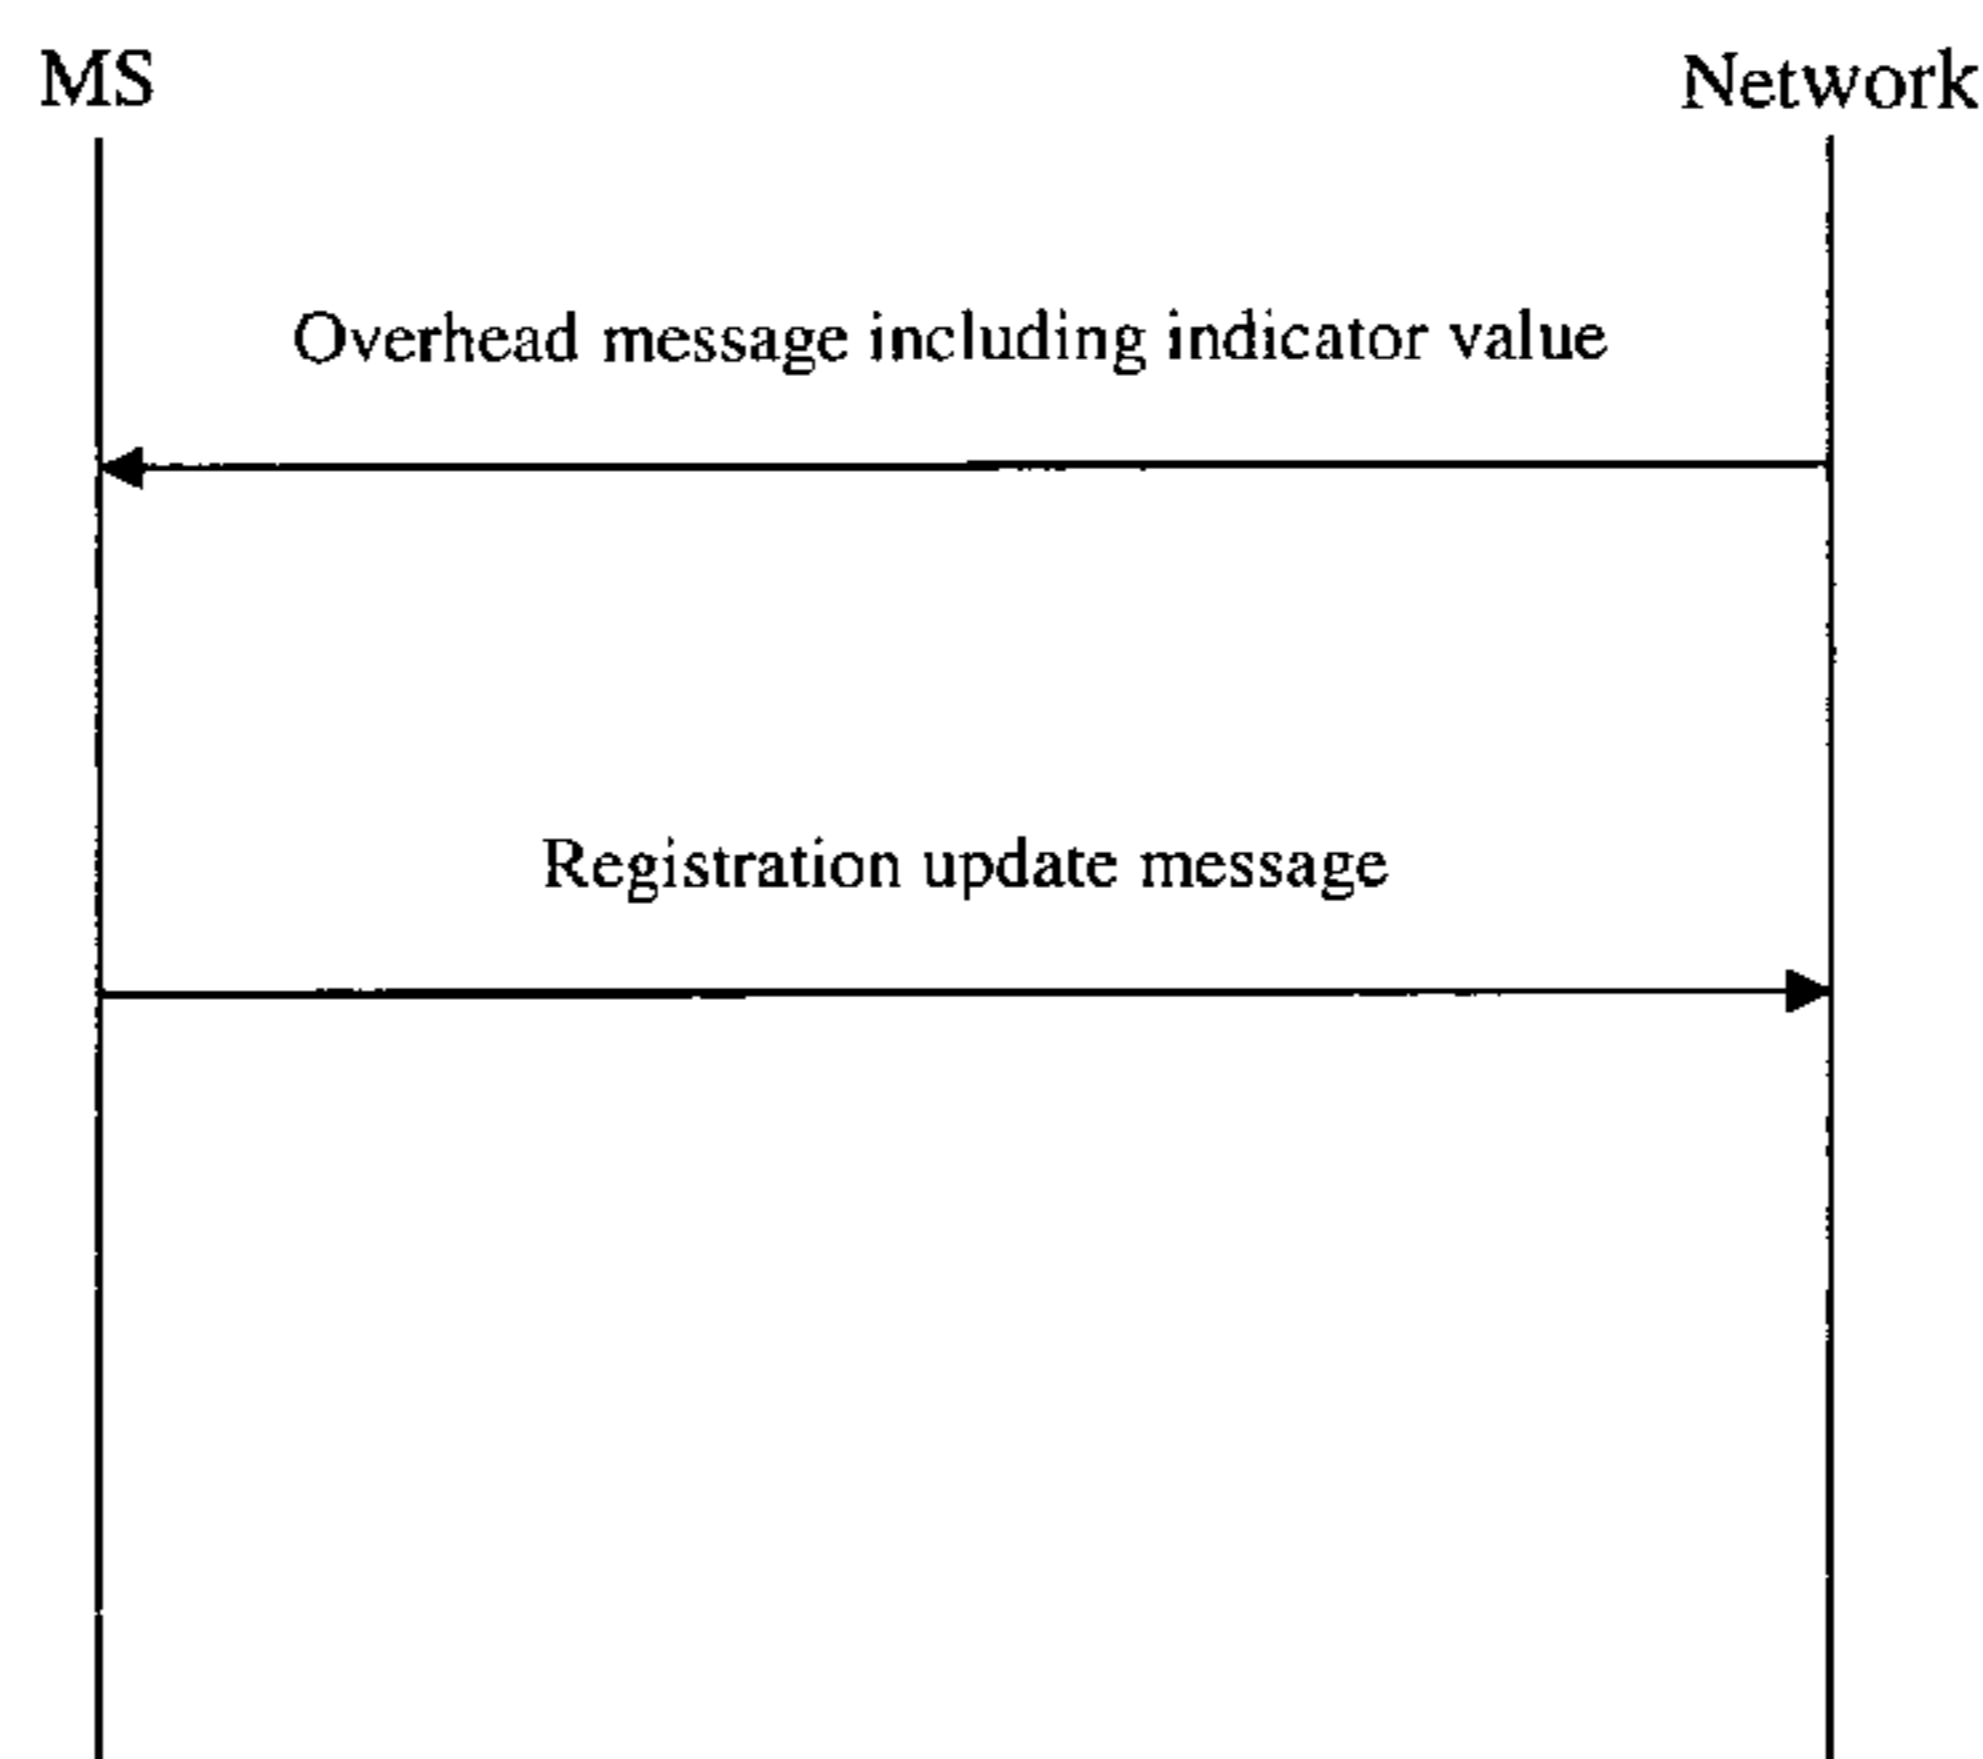 MS
Network
Overhead message including indicator value
Registration update message